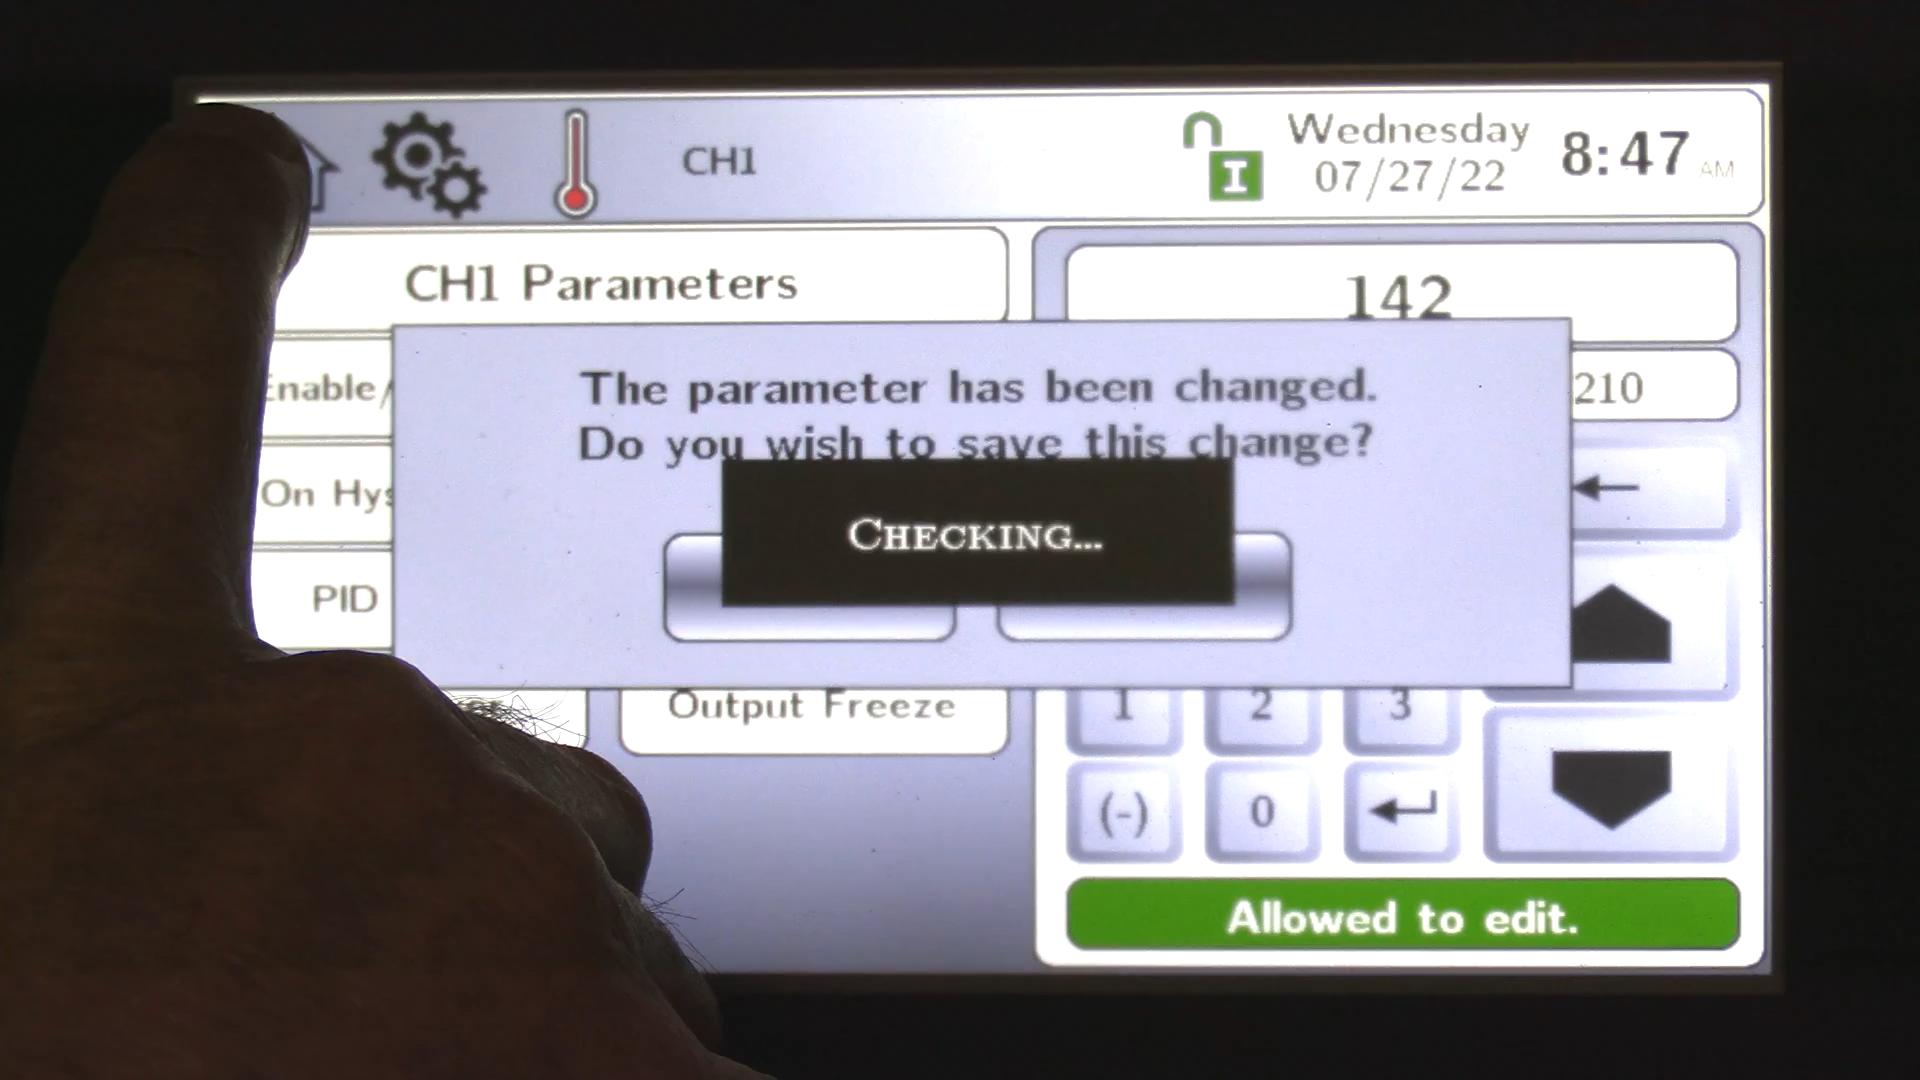 CH1
I
Wednesday
07/27/22
8:47 AM
CH1 Parameters
142
210
The parameter has been changed.
Do you wish to save this change?
CHECKING...
On
PID
Output Freeze
1 2 3
(-) 0
Allowed to edit.